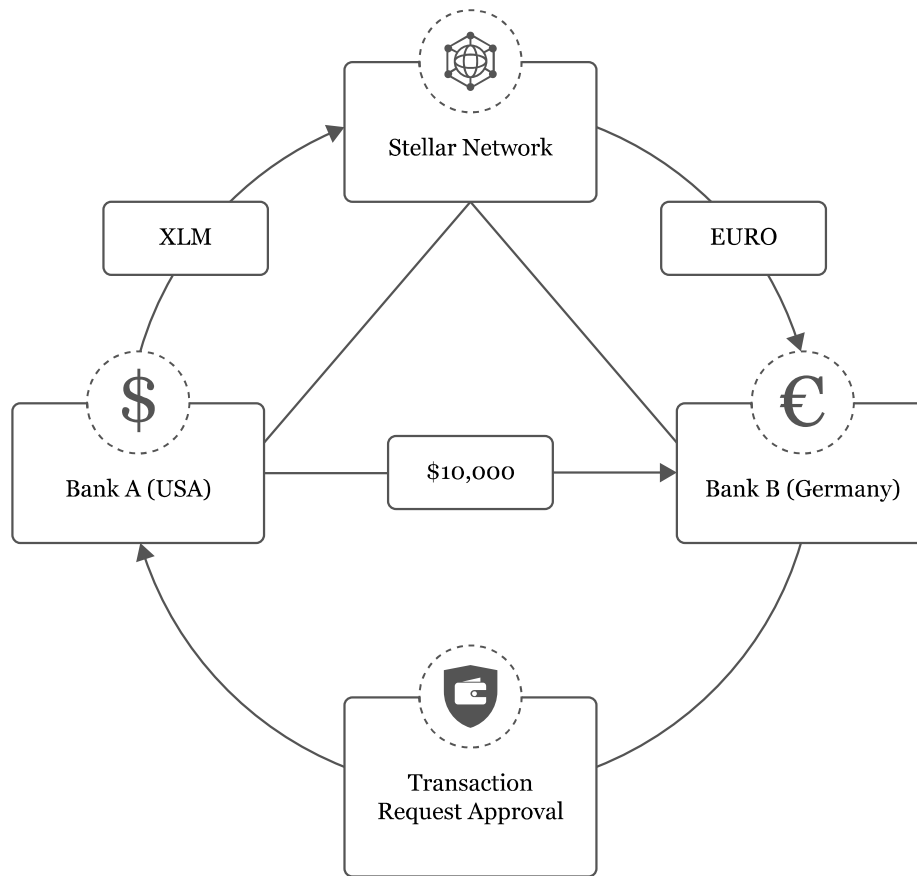 Stellar Network
XLM
EURO
$
€
Bank A (USA)
$10,000
Bank B (Germany)
Transaction
Request Approval